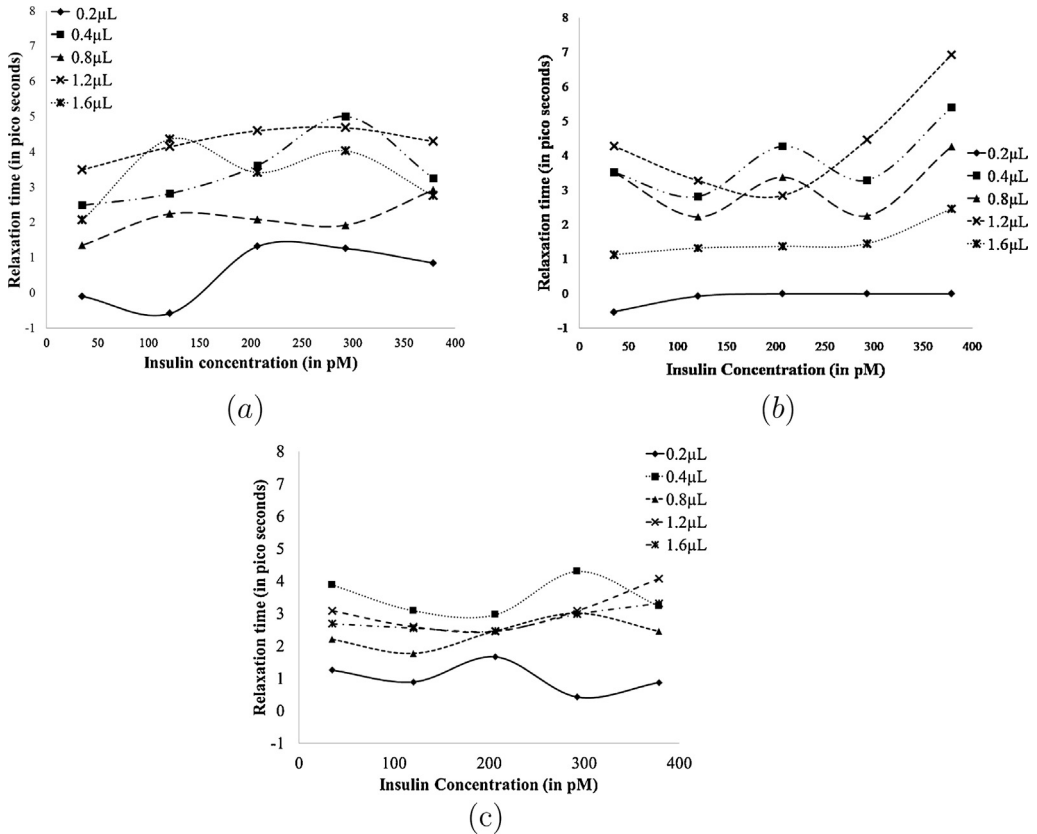 0.2µL
0.4µL
0.8µL
1.2µL
1.6µL
8
7
6
5
4
3
2
1
0
-1
0 50 100 150 200 250 300 350 400
Relaxation time (in pico seconds)
Insulin concentration (in pM)
(a)
8
7
6
5
4
3
2
1
0
-1
0 50 100 150 200 250 300 350 400
Relaxation time (in pico seconds)
Insulin Concentration (in pM)
0.2µL
0.4µL
0.8µL
1.2µL
1.6µL
(b)
8
7
6
5
4
3
2
1
0
-1
0 100 200 300 400
Relaxation time (in pico seconds)
Insulin Concentration (in pM)
0.2µL
0.4µL
0.8µL
1.2µL
1.6µL
(c)